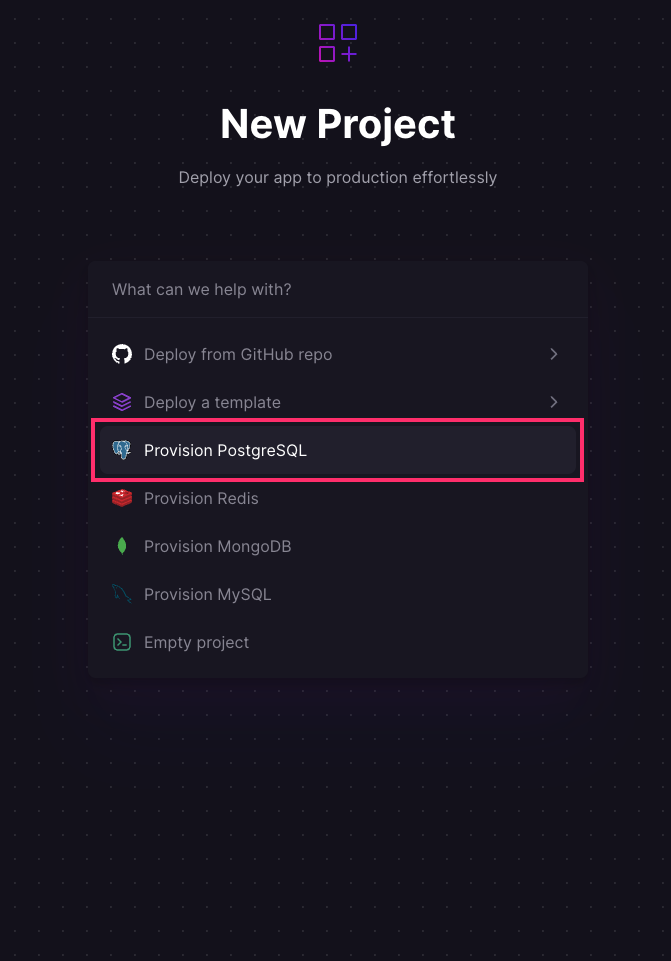 New Project
Deploy your app to production effortlessly
What can we help with?
Deploy from GitHub repo
Deploy a template
Provision PostgreSQL
Provision Redis
Provision MongoDB
Provision MySQL
Empty project